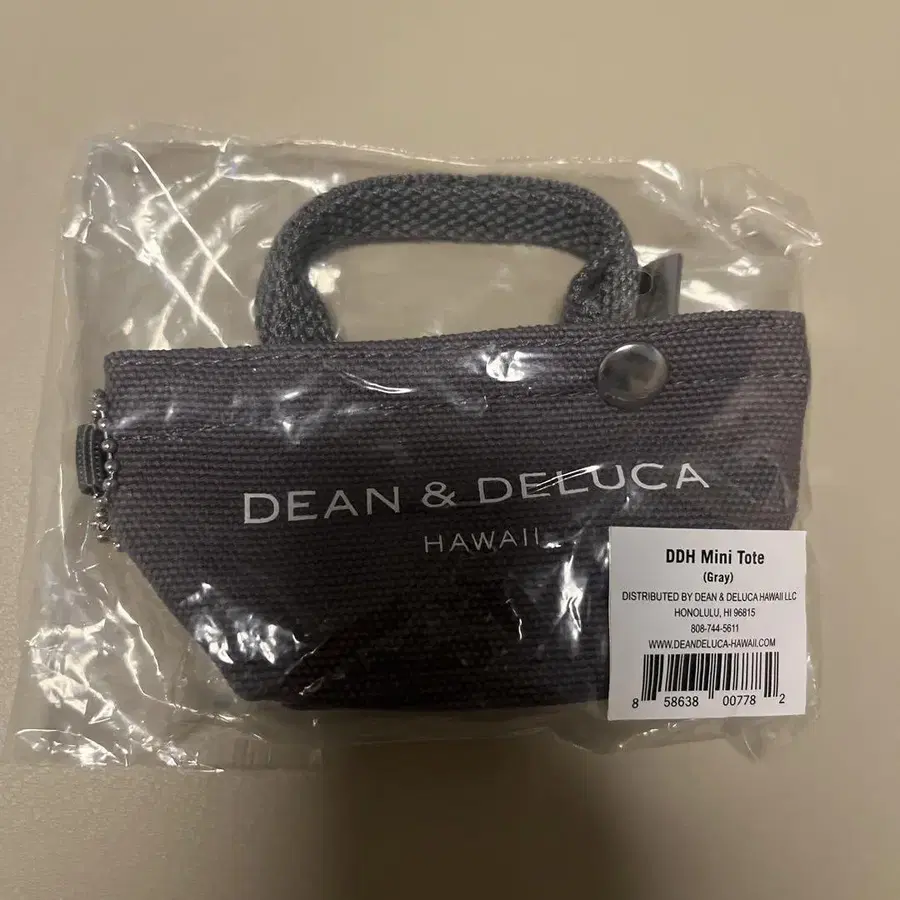 DEAN & DELUCA
HAWAII
DDH Mini Tote
(Gray)
DISTRIBUTED BY DEAN & DELUCA HAWAII LLC
HONOLULU, HI 96815
808-744-5611
WWW.DEANDELUCA-HAWAII.COM
8 58638 00778 2